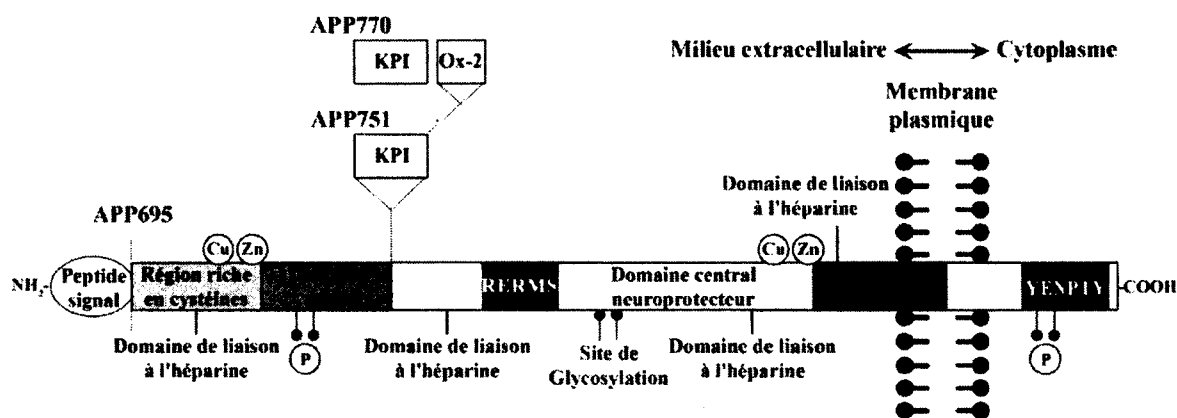 APP770
KPI
Ox-2
Milieu extracellulaire
Cytoplasme
Membrane
plasmique
APP751
KPI
Domaine de liaison
à l'héparine
APP695
Cu
Zn
Cu
Zn
NH2-
Peptide
signal
Région riche
en cystéines
RERMS
Domaine central
neuroprotecteur
YENPTY
-COOH
Domaine de liaison
à l'héparine
P
Domaine de liaison
à l'héparine
Site de
Glycosylation
Domaine de liaison
à l'héparine
P